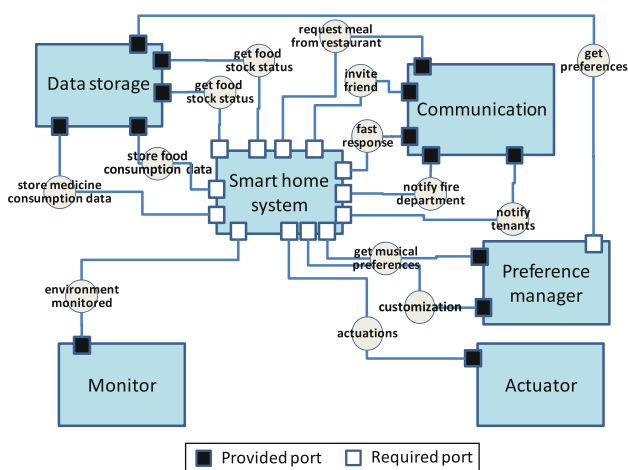 request meal
from restaurant
get
preferences
get food
stock status
Data storage
get food
stock status
invite
friend
Communication
fast
response
store food
consumption data
store medicine
consumption data
Smart home
system
notify fire
department
notify
tenants
get musical
preferences
Preference
manager
environment
monitored
customization
actuations
Monitor
Actuator
Provided port
Required port